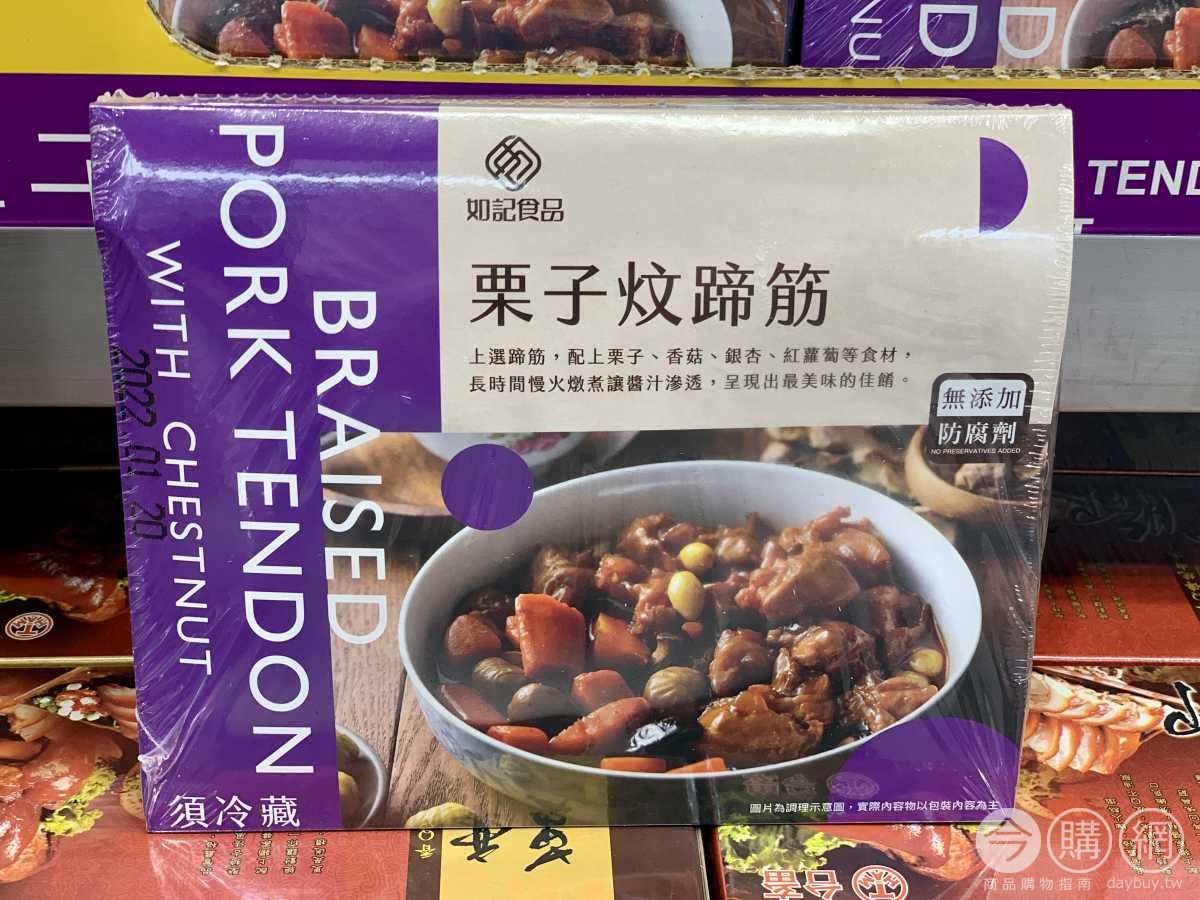 如記食品
栗子炆蹄筋
上選蹄筋，配上栗子、香菇、銀杏、紅蘿蔔等食材，
長時間慢火燉煮讓醬汁滲透，呈現出最美味的佳餚。
無添加
防腐劑
NO PRESERVATIVES ADDED
BRAISED
PORK TENDON
WITH CHESTNUT
2022 01 20
須冷藏
圖片為調理示意圖，實際內容物以包裝內容為主
TEND
台畜
今購網
商品購物指南 daybuy.tw